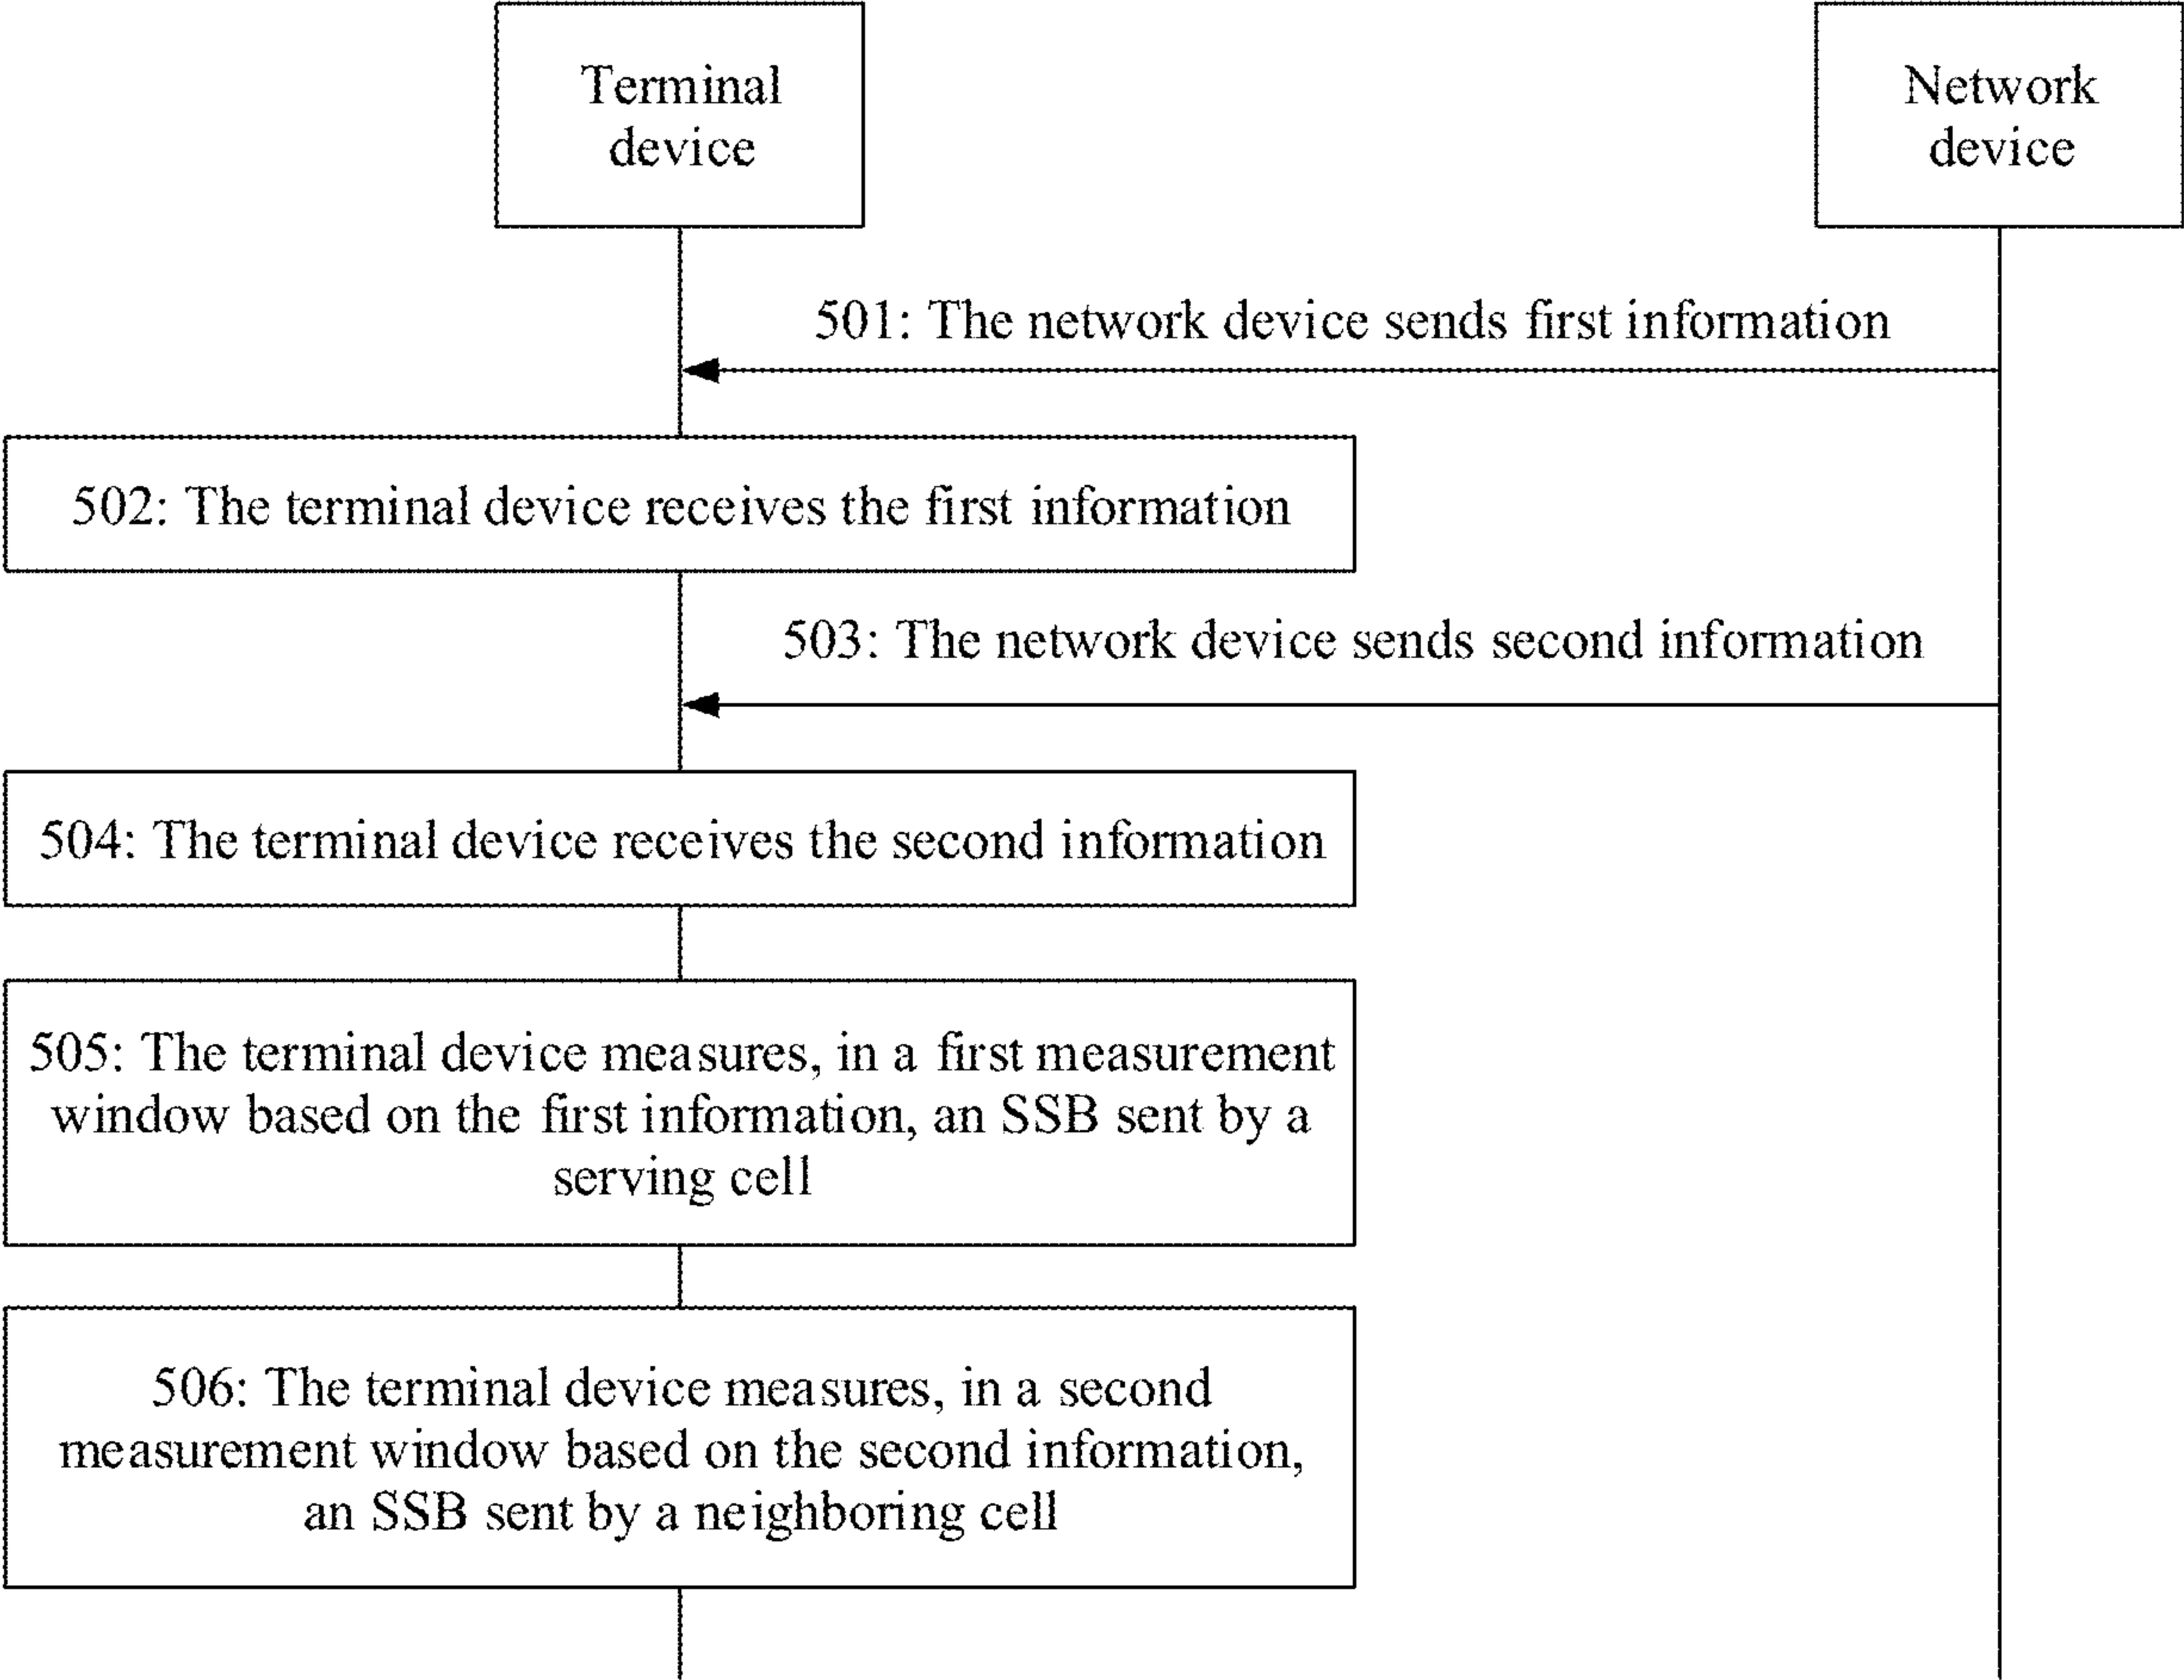 Terminal
device
Network
device
501: The network device sends first information
502: The terminal device receives the first information
503: The network device sends second information
504: The terminal device receives the second information
505: The terminal device measures, in a first measurement
window based on the first information, an SSB sent by a
serving cell
506: The terminal device measures, in a second
measurement window based on the second information,
an SSB sent by a neighboring cell